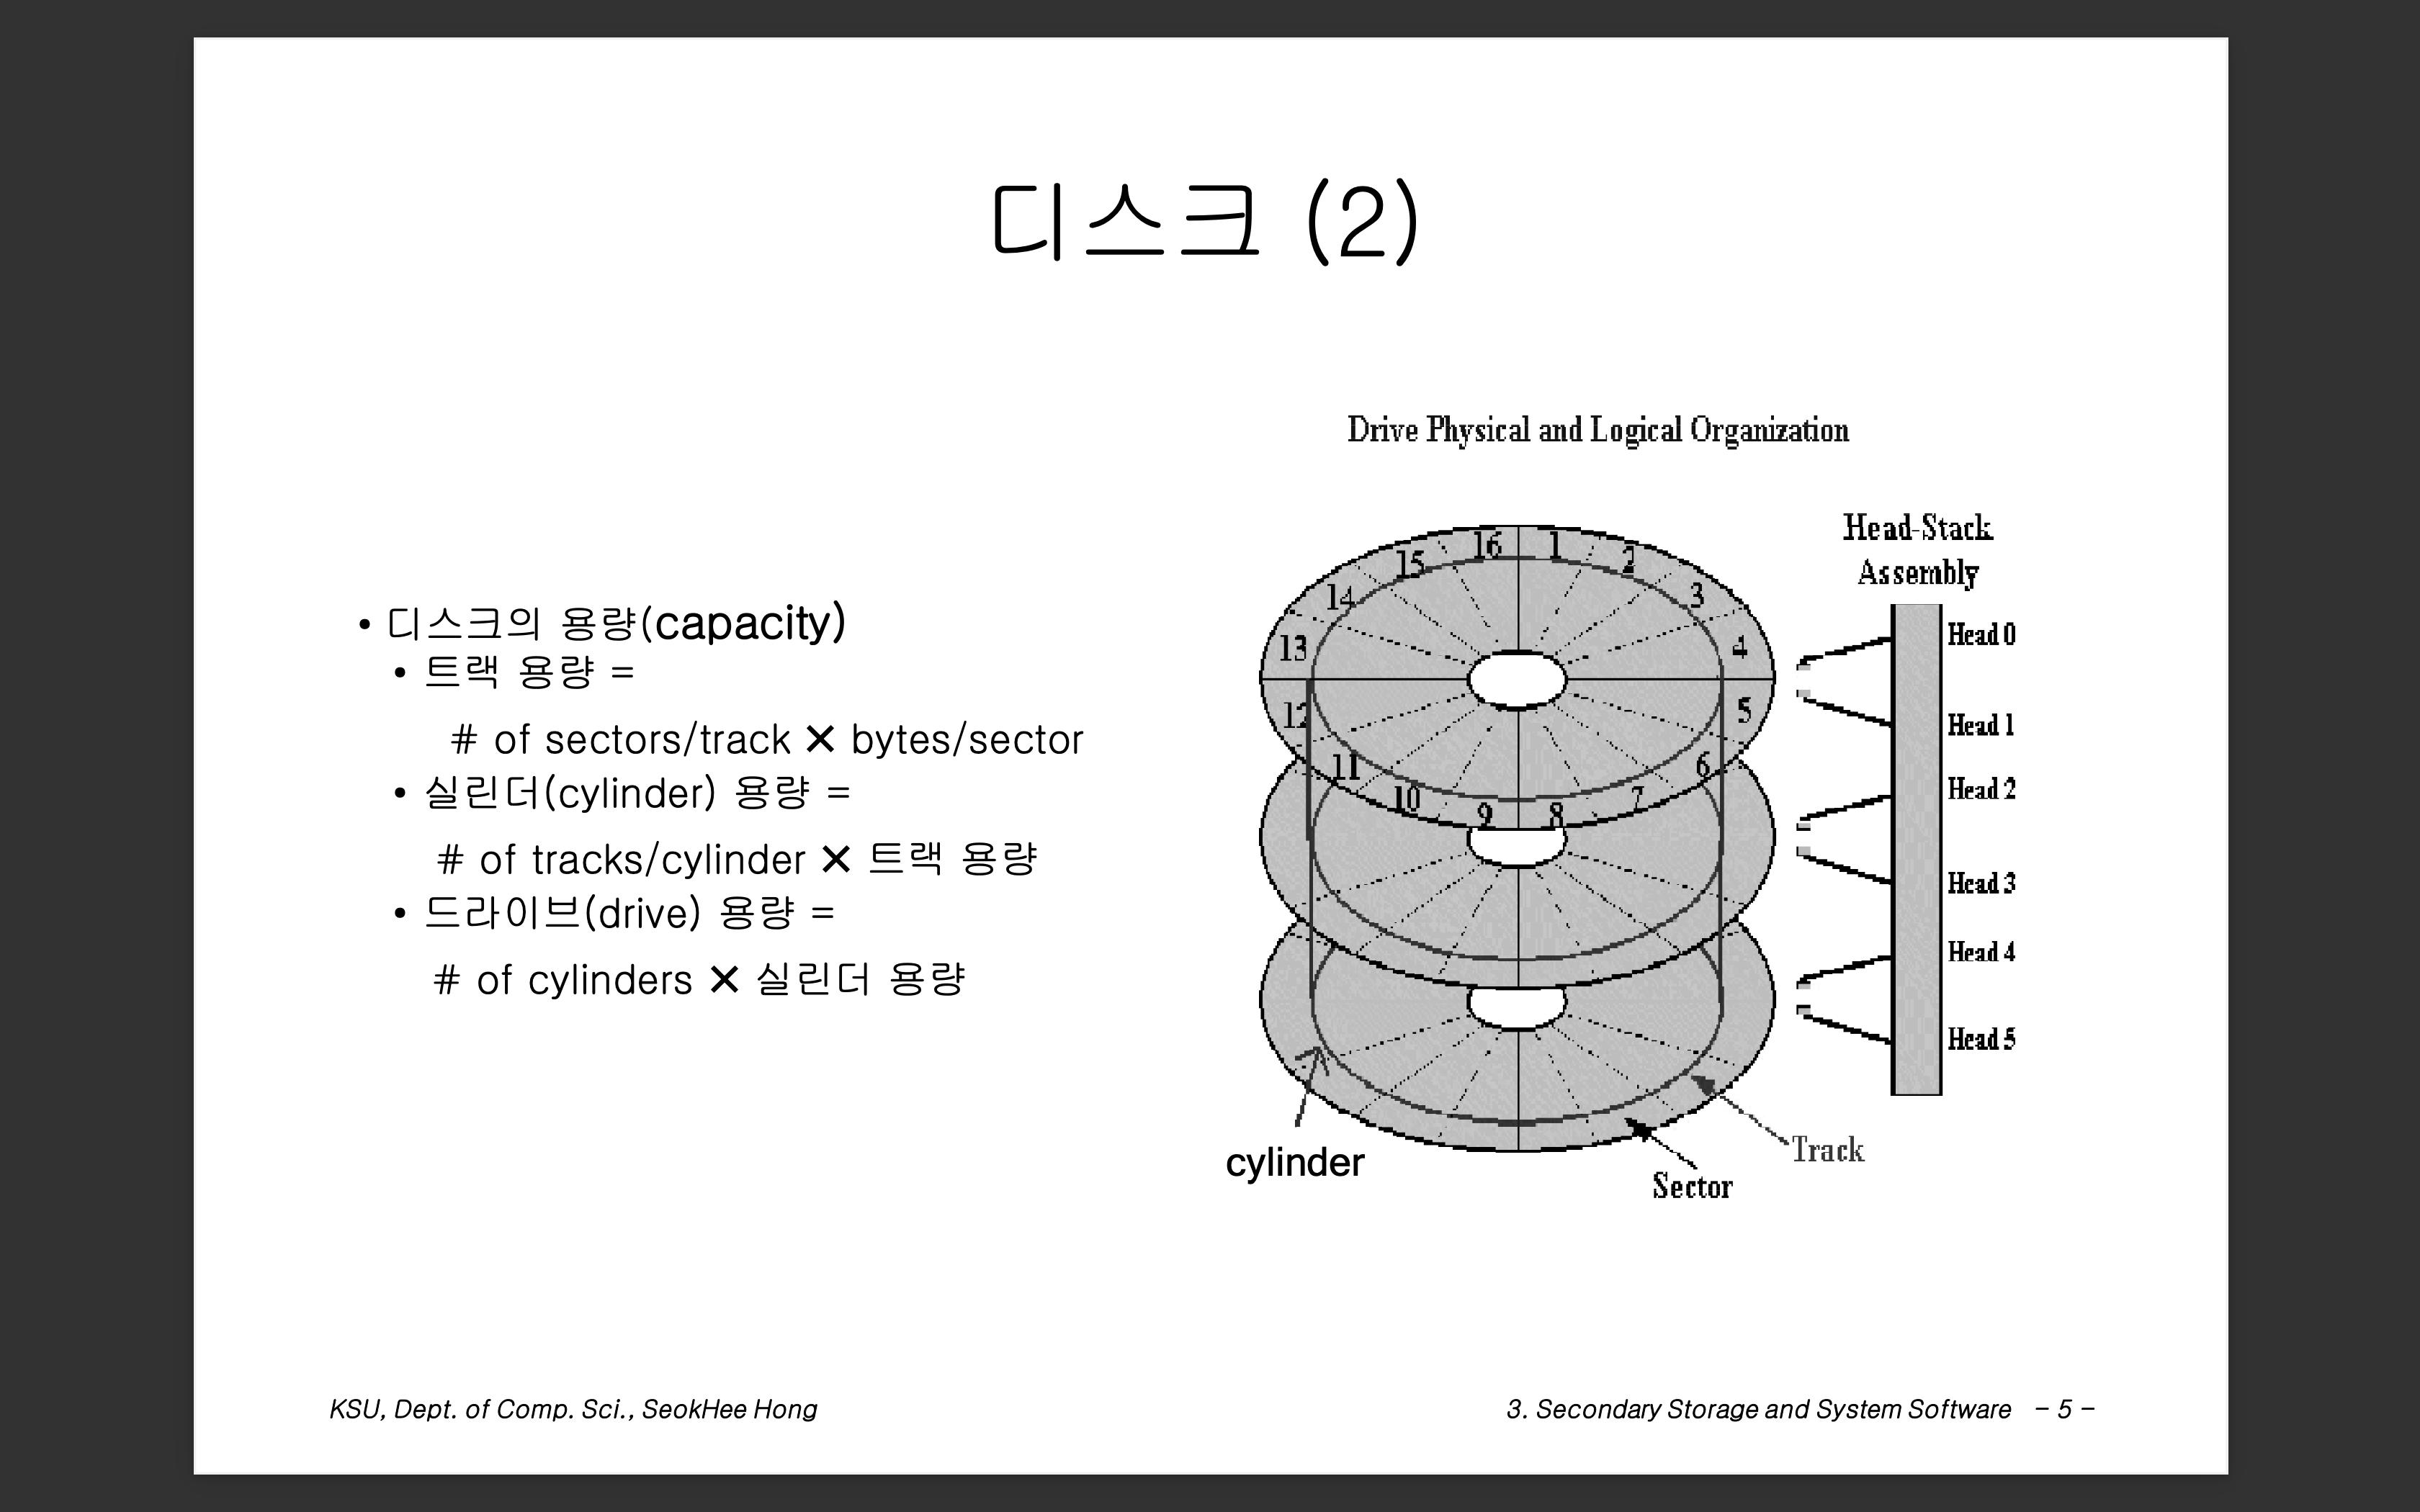 디스크 (2)
• 디스크의 용량(capacity)
• 트랙 용량 =
# of sectors/track ✕ bytes/sector
• 실린더(cylinder) 용량 =
# of tracks/cylinder ✕ 트랙 용량
• 드라이브(drive) 용량 =
# of cylinders ✕ 실린더 용량
Drive Physical and Logical Organization
Head-Stack
Assembly
16 1
15 2
14 3
13 4
12 5
11 6
10 7
9 8
Head 0
Head 1
Head 2
Head 3
Head 4
Head 5
cylinder
Track
Sector
KSU, Dept. of Comp. Sci., SeokHee Hong
3. Secondary Storage and System Software - 5 -